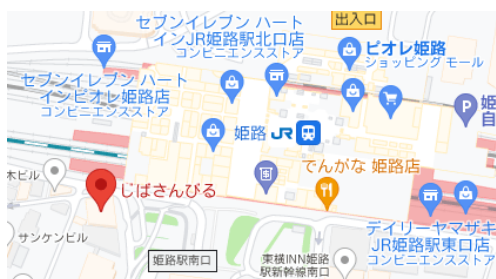 セブンイレブン ハート
インJR姫路駅北口店
コンビニエンスストア
出入口
ピオレ姫路
ショッピング モール
セブンイレブン ハート
インピオレ姫路店
コンビニエンスストア
姫路
JR
P
姫
自
でんがな 姫路店
木ビル
じばさんびる
サンケンビル
姫路駅南口
東横INN姫路
駅新幹線南口
デイリーヤマザキ
JR姫路駅東口店
コンビニエンスストア